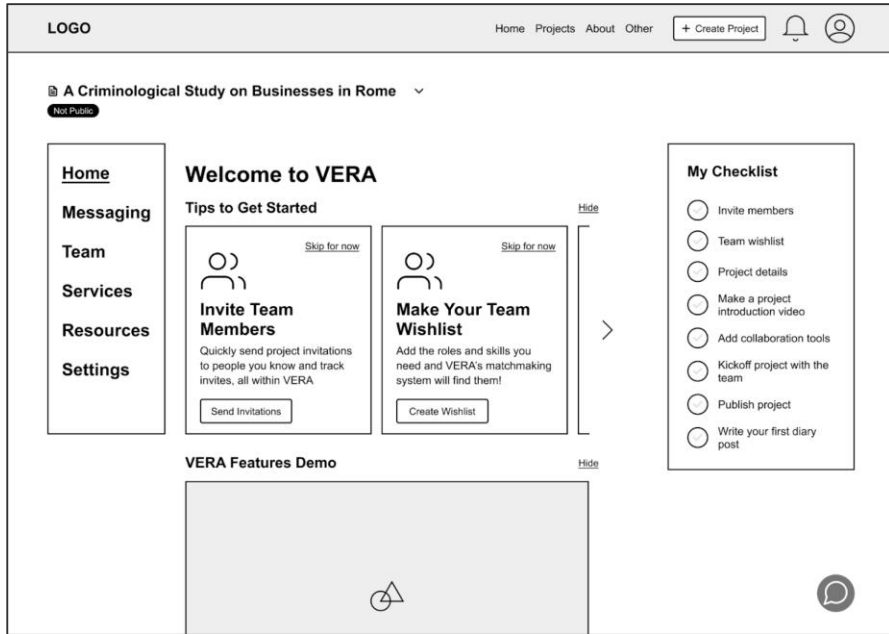 LOGO
Home Projects About Other
+ Create Project
A Criminological Study on Businesses in Rome
Not Public
Home
Messaging
Team
Services
Resources
Settings
Welcome to VERA
Tips to Get Started
Hide
Skip for now
Invite Team
Members
Quickly send project invitations
to people you know and track
invites, all within VERA
Send Invitations
Skip for now
Make Your Team
Wishlist
Add the roles and skills you
need and VERA's matchmaking
system will find them!
Create Wishlist
VERA Features Demo
Hide
My Checklist
Invite members
Team wishlist
Project details
Make a project
introduction video
Add collaboration tools
Kickoff project with the
team
Publish project
Write your first diary
post